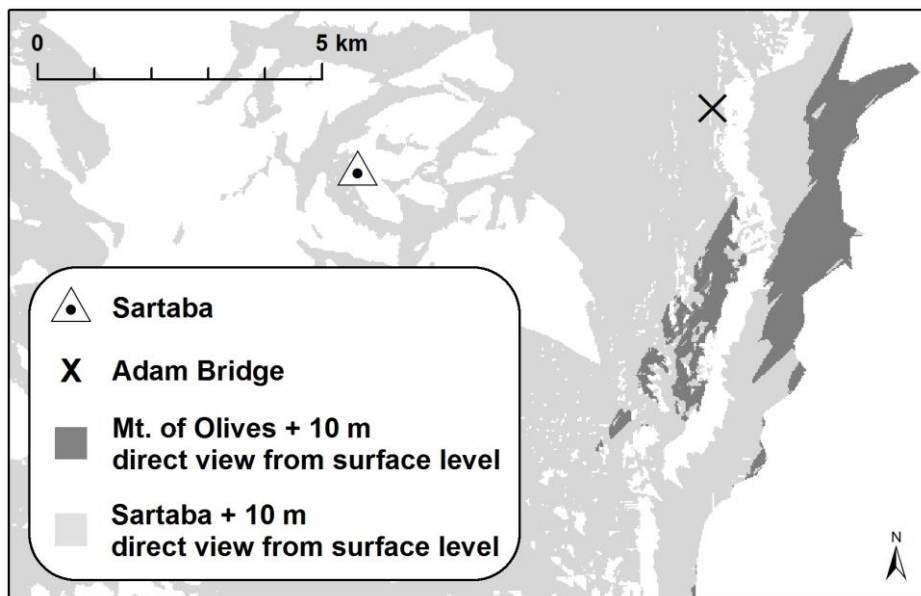 0 5 km
Sartaba
X Adam Bridge
Mt. of Olives + 10 m
direct view from surface level
Sartaba + 10 m
direct view from surface level
N